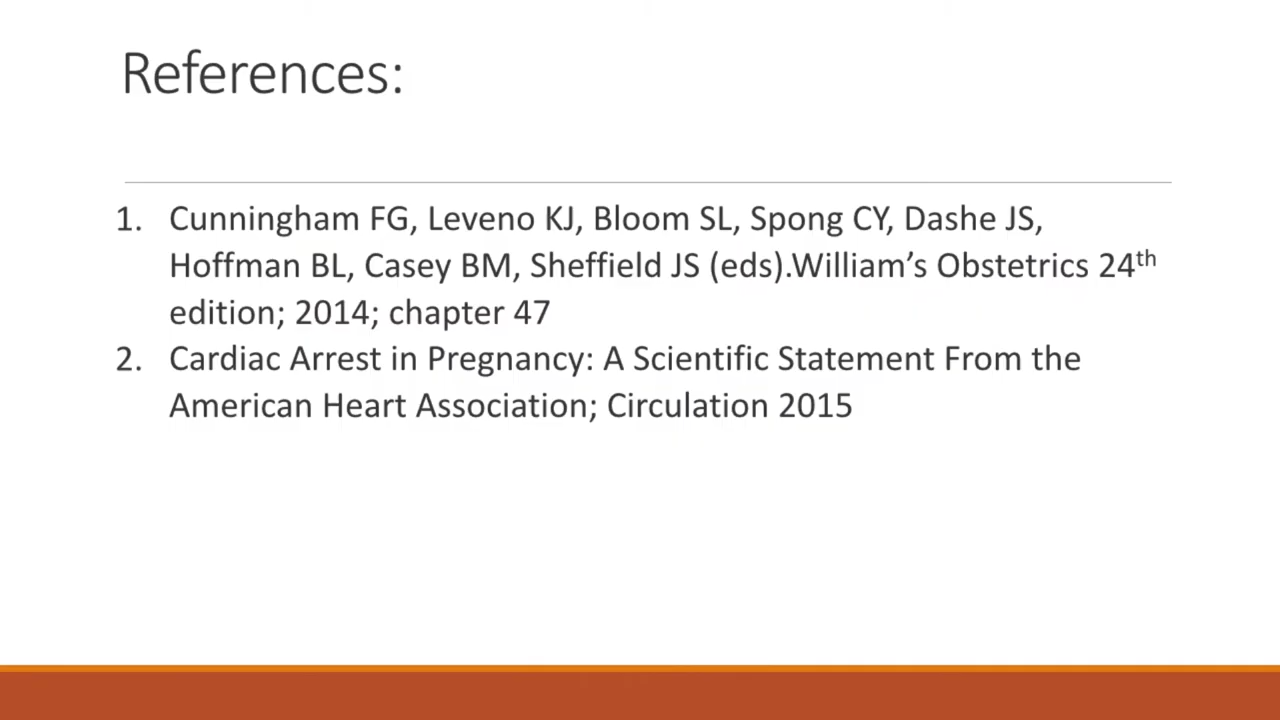 References:
1. Cunningham FG, Leveno KJ, Bloom SL, Spong CY, Dashe JS,
Hoffman BL, Casey BM, Sheffield JS (eds).William’s Obstetrics 24th
edition; 2014; chapter 47
2. Cardiac Arrest in Pregnancy: A Scientific Statement From the
American Heart Association; Circulation 2015